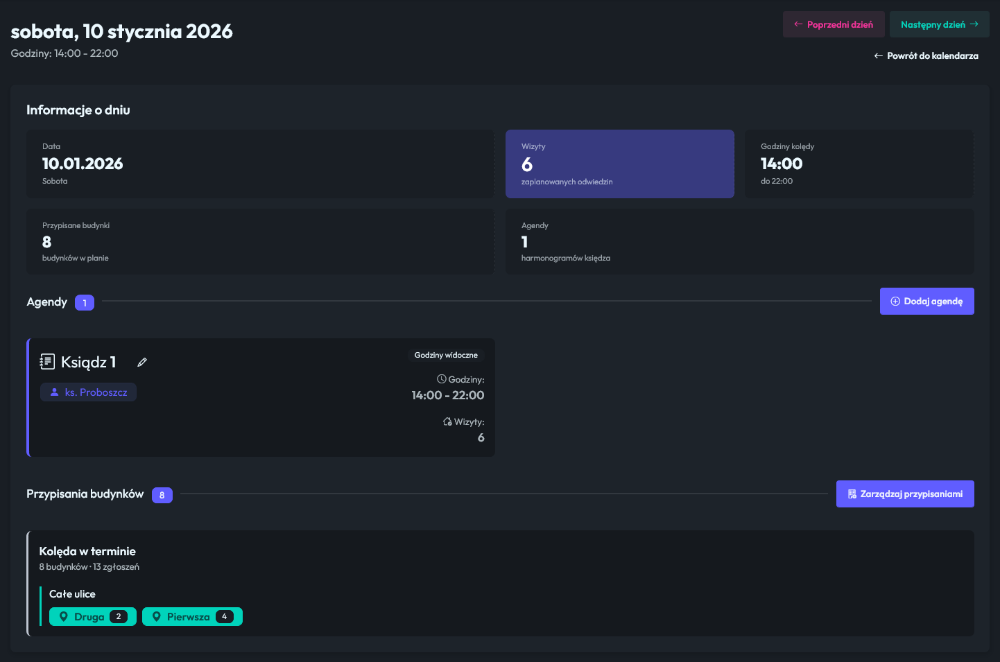 sobota, 10 stycznia 2026
Godziny: 14:00 - 22:00
← Poprzedni dzień
Następny dzień →
← Powrót do kalendarza
Informacje o dniu
Data
10.01.2026
Sobota
Wizyty
6
zaplanowanych odwiedzin
Godziny kolędy
14:00
do 22:00
Przypisane budynki
8
budynków w planie
Agendy
1
harmonogramów księdza
Agendy 1
Dodaj agendę
Ksiądz 1
ks. Proboszcz
Godziny widoczne
Godziny:
14:00 - 22:00
Wizyty:
6
Przypisania budynków 8
Zarządzaj przypisaniami
Kolęda w terminie
8 budynków · 13 zgłoszeń
Całe ulice
Druga 2
Pierwsza 4